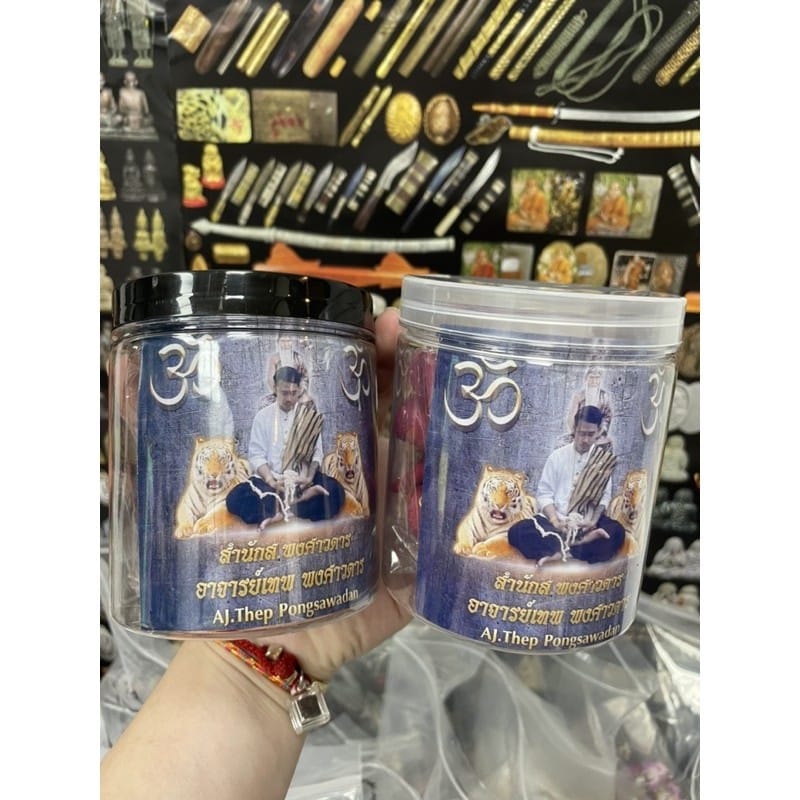 ॐ ॐ
สำนักส.พงศาวดาร
อาจารย์เทพ พงศาวดาร
AJ.Thep Pongsawadan
ॐ
สำนักส.พงศาวดาร
อาจารย์เทพ พงศาวดาร
AJ.Thep Pongsawadan